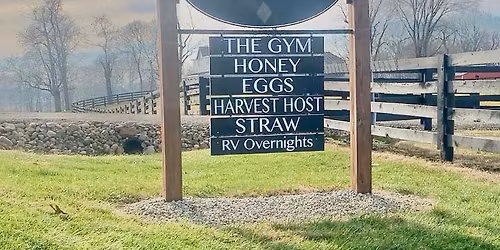 THE GYM
HONEY
EGGS
HARVEST HOST
STRAW
RV Overnights